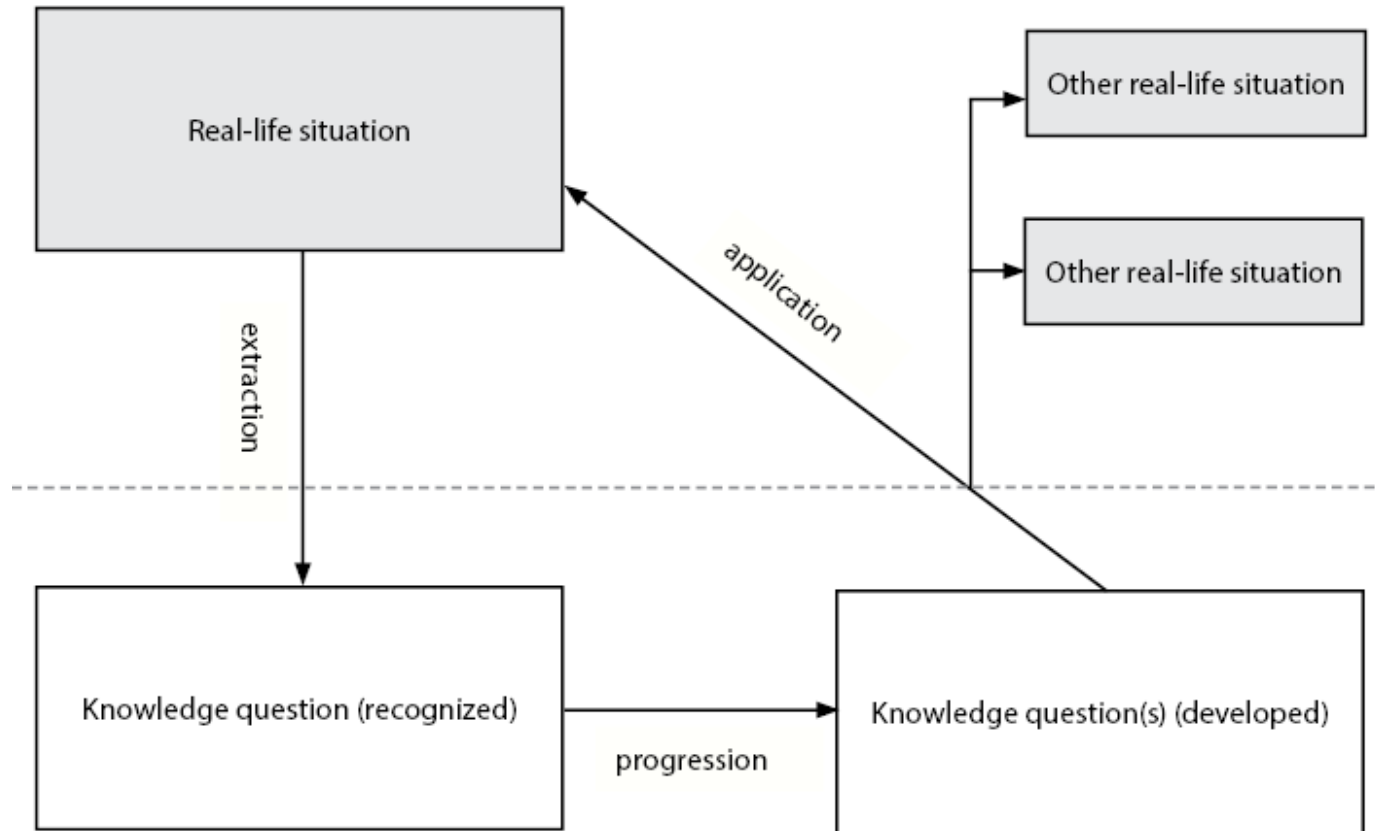 Real-life situation
Other real-life situation
Other real-life situation
application
extraction
Knowledge question (recognized)
Knowledge question(s) (developed)
progression